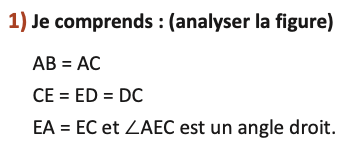 1) Je comprends : (analyser la figure)
AB = AC
CE = ED = DC
EA = EC et ∠AEC est un angle droit.